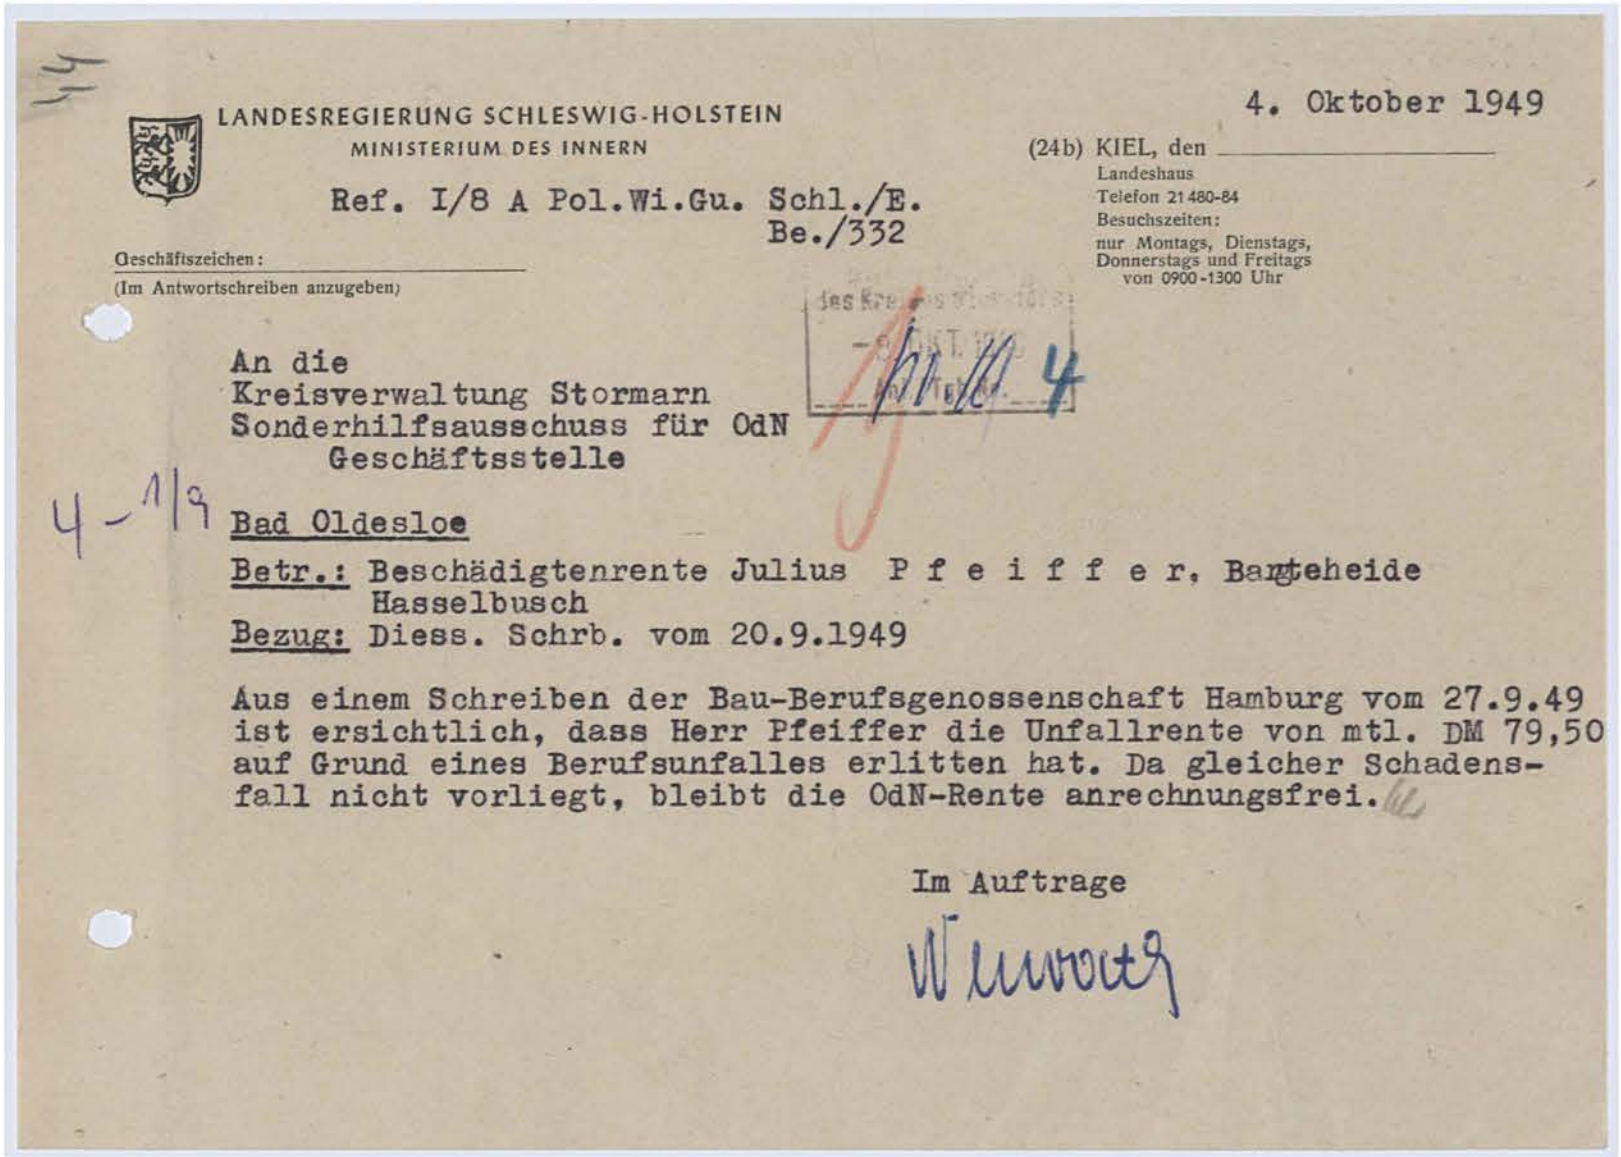 44
LANDESREGIERUNG SCHLESWIG-HOLSTEIN
MINISTERIUM DES INNERN
Ref. I/8 A Pol.Wi.Gu. Schl./E.
Be./332
Geschäftszeichen:
(Im Antwortschreiben anzugeben)
4. Oktober 1949
(24b) KIEL, den
Landeshaus
Telefon 21480-84
Besuchszeiten:
nur Montags, Dienstags,
Donnerstags und Freitags
von 0900-1300 Uhr
des
OKT.
4
An die
Kreisverwaltung Stormarn
Sonderhilfsausschuss für OdN
Geschäftsstelle
4-1/9
Bad Oldesloe
Betr.: Beschädigtenrente Julius P f e i f f e r, Bargteheide
Hasselbusch
Bezug: Diess. Schrb. vom 20.9.1949
Aus einem Schreiben der Bau-Berufsgenossenschaft Hamburg vom 27.9.49
ist ersichtlich, dass Herr Pfeiffer die Unfallrente von mtl. DM 79,50
auf Grund eines Berufsunfalles erlitten hat. Da gleicher Schadens-
fall nicht vorliegt, bleibt die OdN-Rente anrechnungsfrei.
Im Auftrage